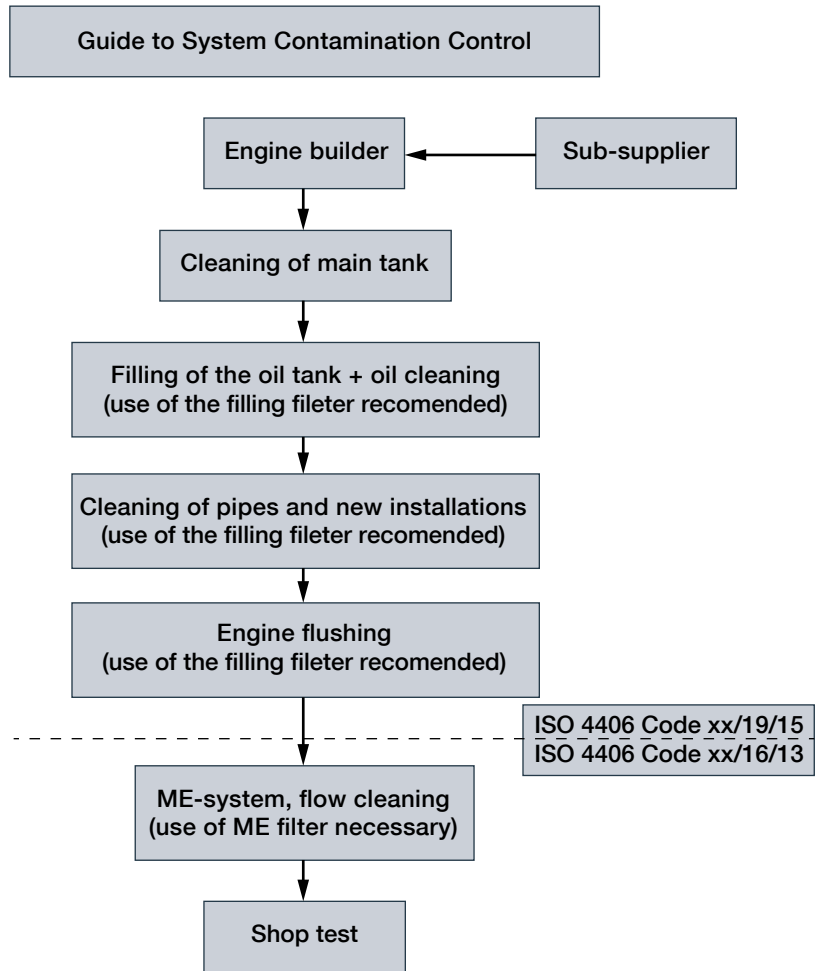 Guide to System Contamination Control
Engine builder
Sub-supplier
Cleaning of main tank
Filling of the oil tank + oil cleaning
(use of the filling fileter recomended)
Cleaning of pipes and new installations
(use of the filling fileter recomended)
Engine flushing
(use of the filling fileter recomended)
ISO 4406 Code xx/19/15
ISO 4406 Code xx/16/13
ME-system, flow cleaning
(use of ME filter necessary)
Shop test